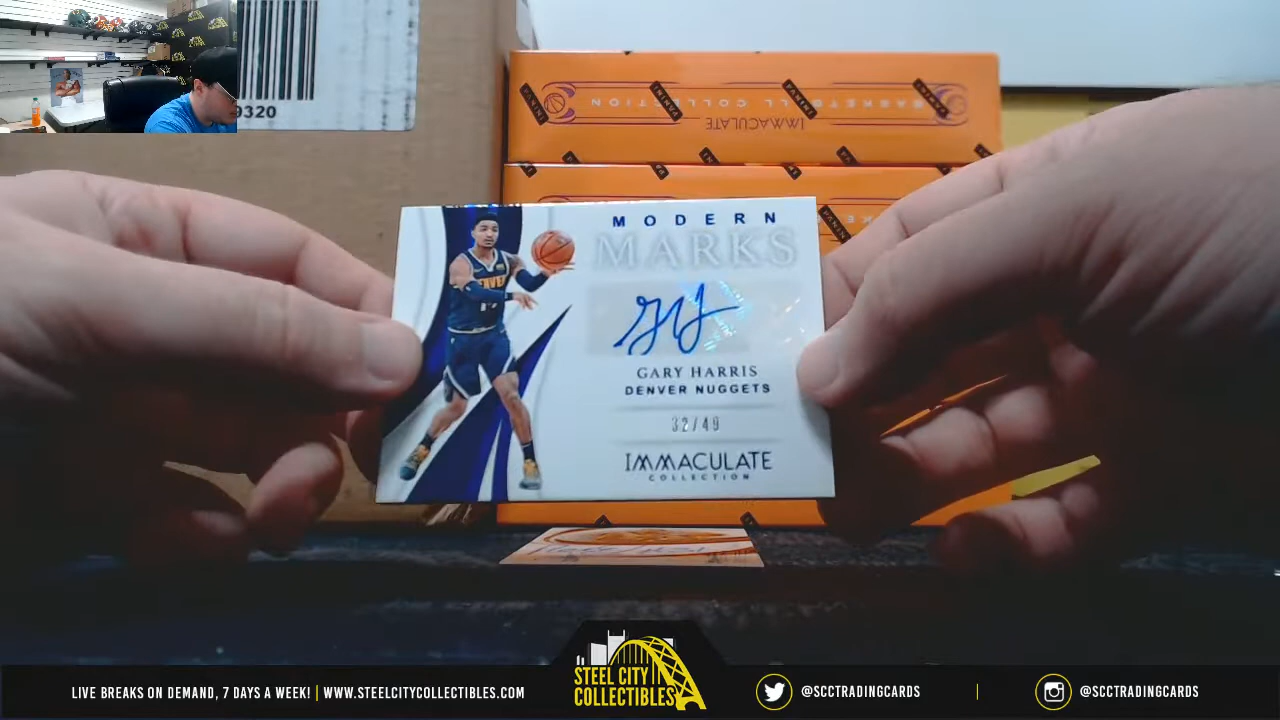 0320
BASKETBALL COLLECTION
IMMACULATE
PANINI
MODERN
MARKS
GARY HARRIS
DENVER NUGGETS
32/49
IMMACULATE
COLLECTION
LIVE BREAKS ON DEMAND, 7 DAYS A WEEK! | WWW.STEELCITYCOLLECTIBLES.COM
STEEL CITY
COLLECTIBLES
@SCCTRADINGCARDS
@SCCTRADINGCARDS